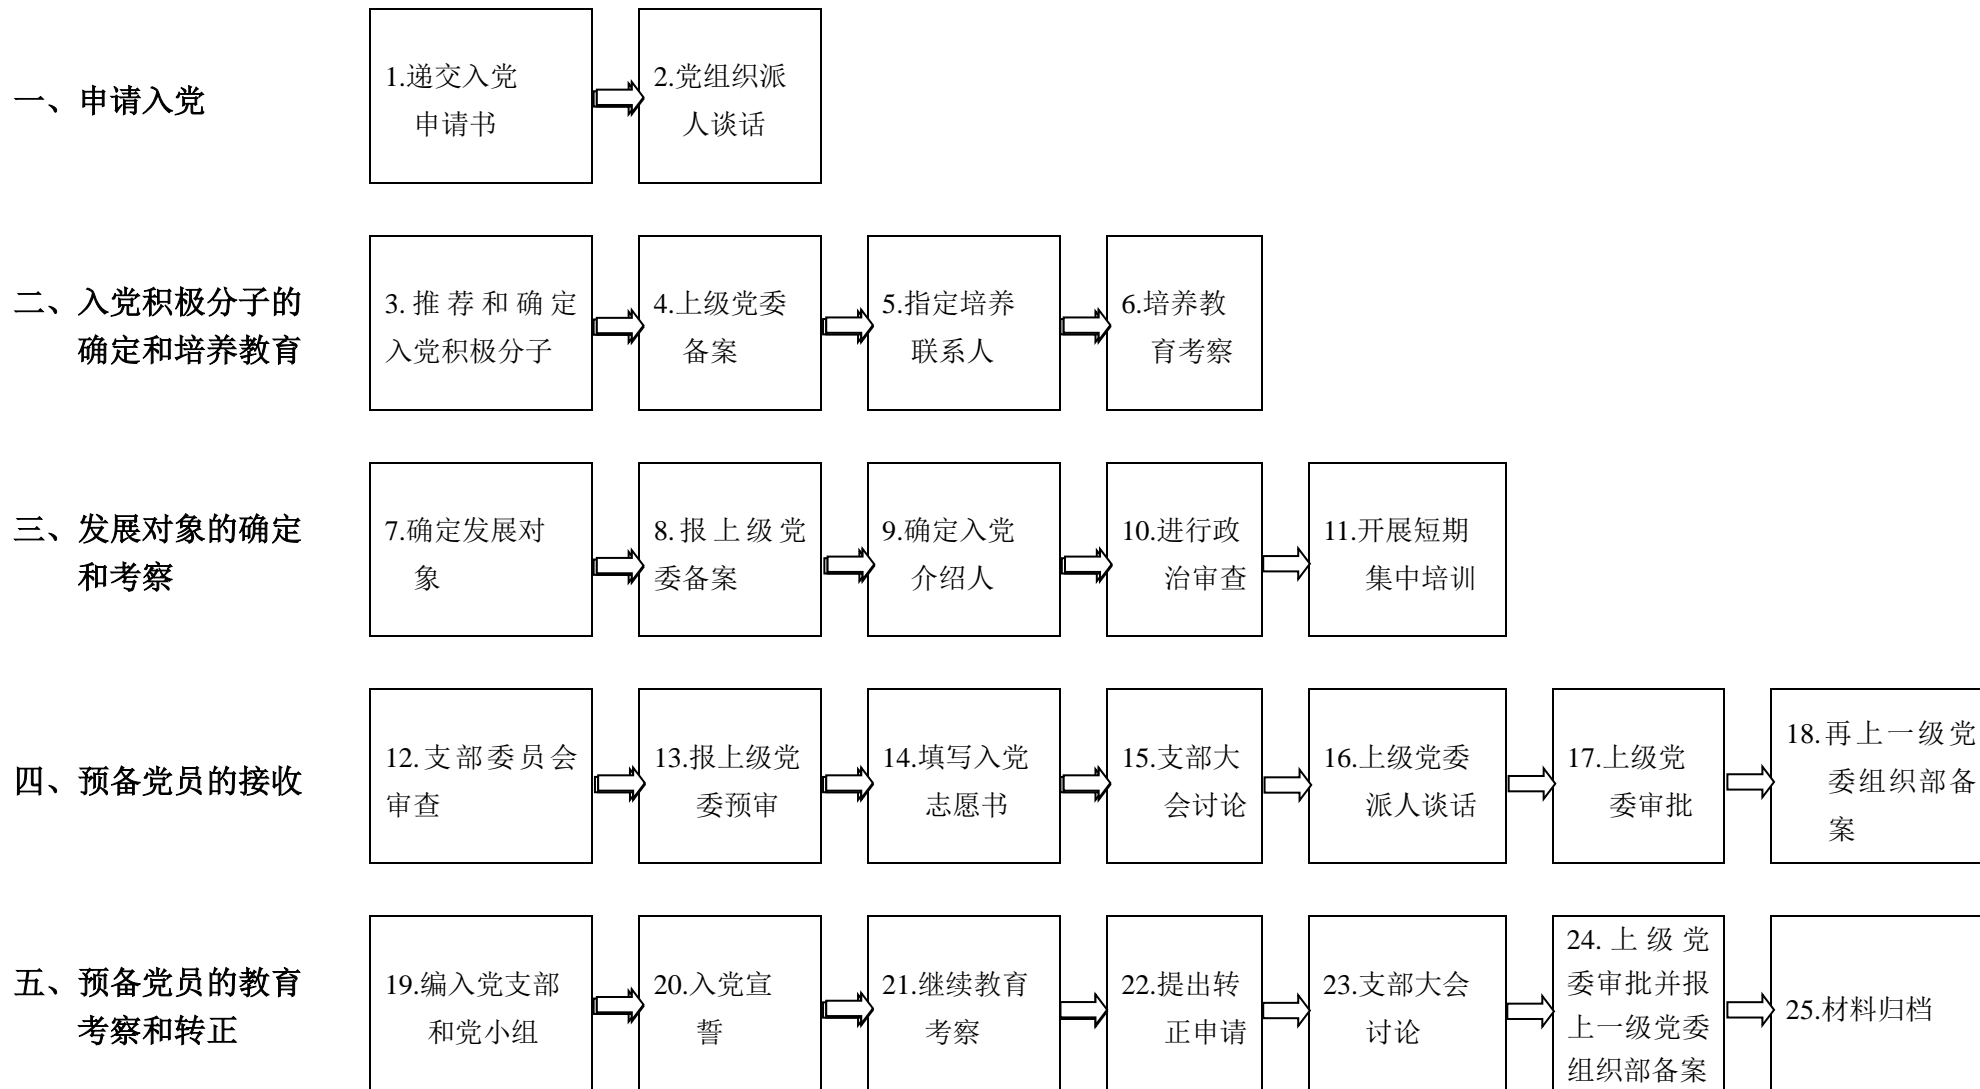 一、申请入党
1.递交入党
申请书
2.党组织派
人谈话
二、入党积极分子的
确定和培养教育
3.推荐和确定
入党积极分子
4.上级党委
备案
5.指定培养
联系人
6.培养教
育考察
三、发展对象的确定
和考察
7.确定发展对
象
8.报上级党
委备案
9.确定入党
介绍人
10.进行政
治审查
11.开展短期
集中培训
四、预备党员的接收
12.支部委员会
审查
13.报上级党
委预审
14.填写入党
志愿书
15.支部大
会讨论
16.上级党委
派人谈话
17.上级党
委审批
18.再上一级党
委组织部备
案
五、预备党员的教育
考察和转正
19.编入党支部
和党小组
20.入党宣
誓
21.继续教育
考察
22.提出转
正申请
23.支部大会
讨论
24.上级党
委审批并报
上一级党委
组织部备案
25.材料归档